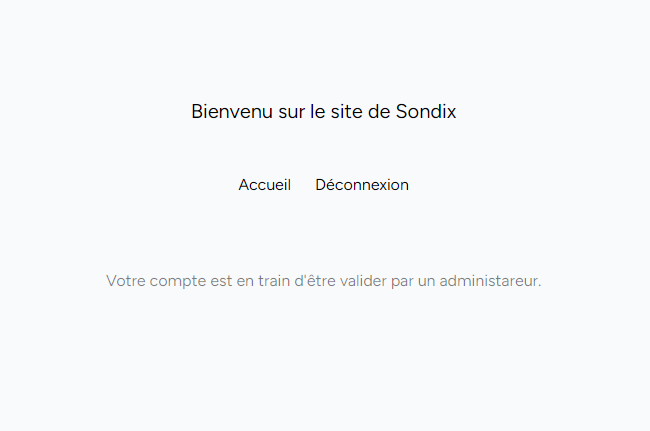 Bienvenu sur le site de Sondix
Accueil Déconnexion
Votre compte est en train d'être valider par un administareur.